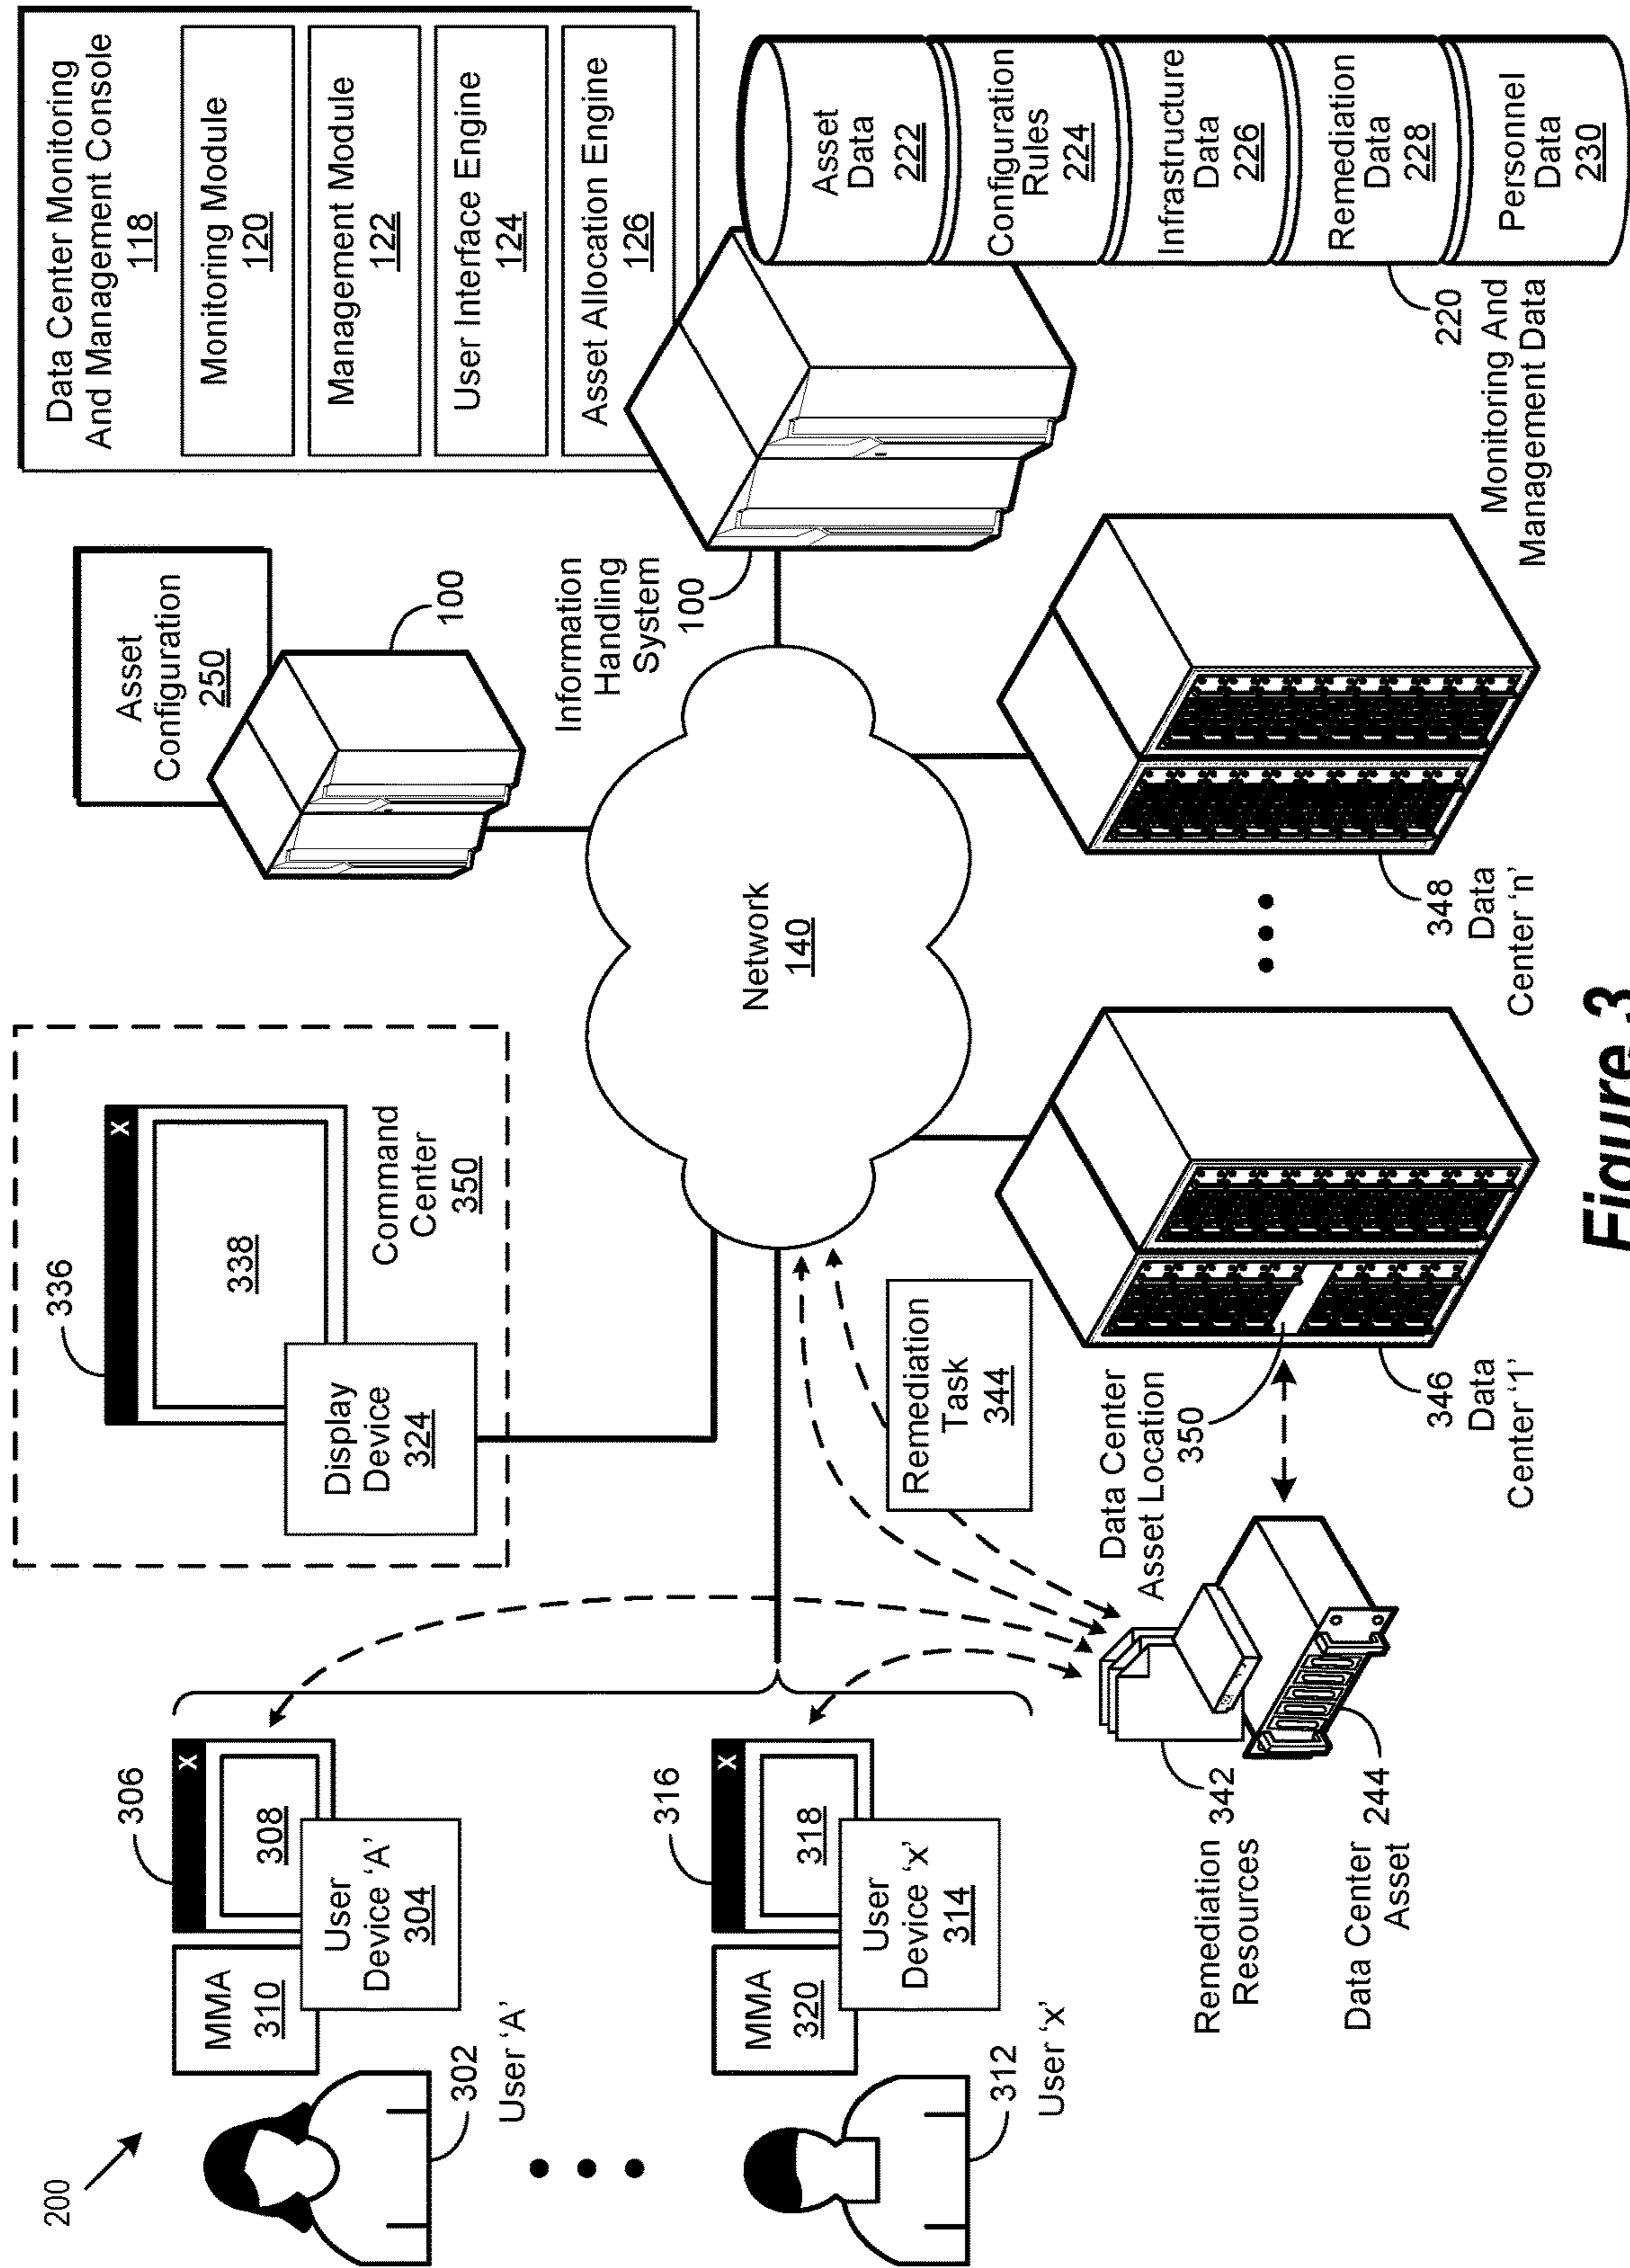 200
302
User ‘A’
MMA
310
306
X
308
User
Device ‘A’
304
312
User ‘x’
MMA
320
316
X
318
User
Device ‘x’
314
336
X
338
Display
Device
324
Command
Center
350
Asset
Configuration
250
100
Data Center Monitoring
And Management Console
118
Monitoring Module
120
Management Module
122
User Interface Engine
124
Asset Allocation Engine
126
Information
Handling
System
100
Network
140
Remediation
Task
344
Remediation
Resources
342
Data Center
Asset
244
Data Center
Asset Location
350
346
Data
Center ‘1’
348
Data
Center ‘n’
Asset
Data
222
Configuration
Rules
224
Infrastructure
Data
226
Remediation
Data
228
Personnel
Data
230
220
Monitoring And
Management Data
Figure 3